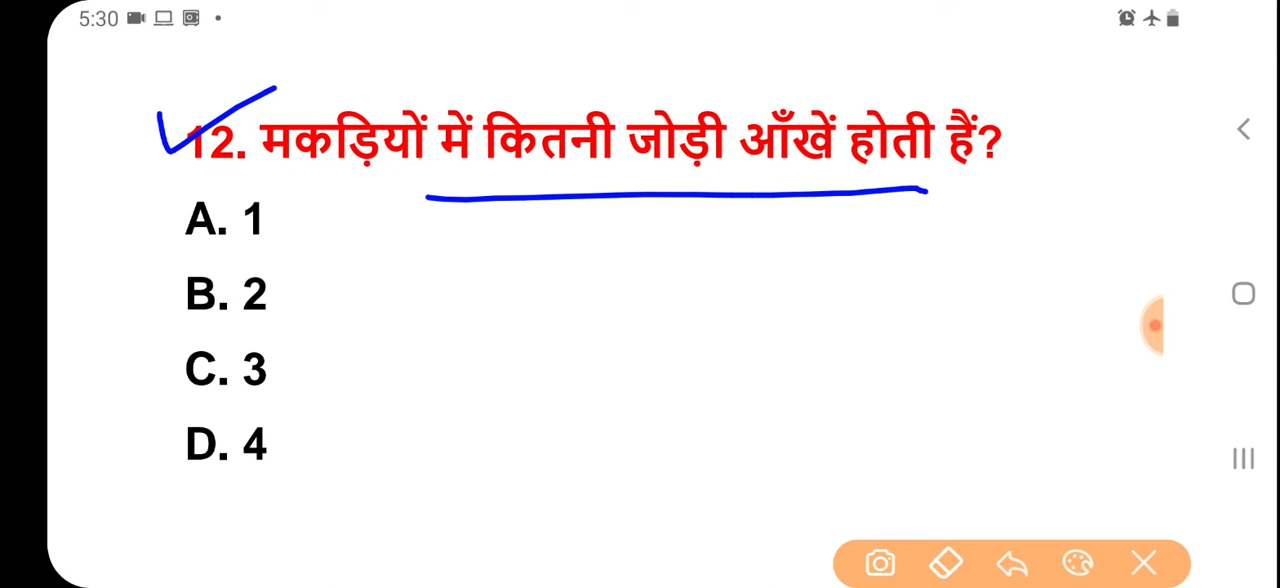 5:30
12. मकड़ियों में कितनी जोड़ी आँखें होती हैं?
A. 1
B. 2
C. 3
D. 4